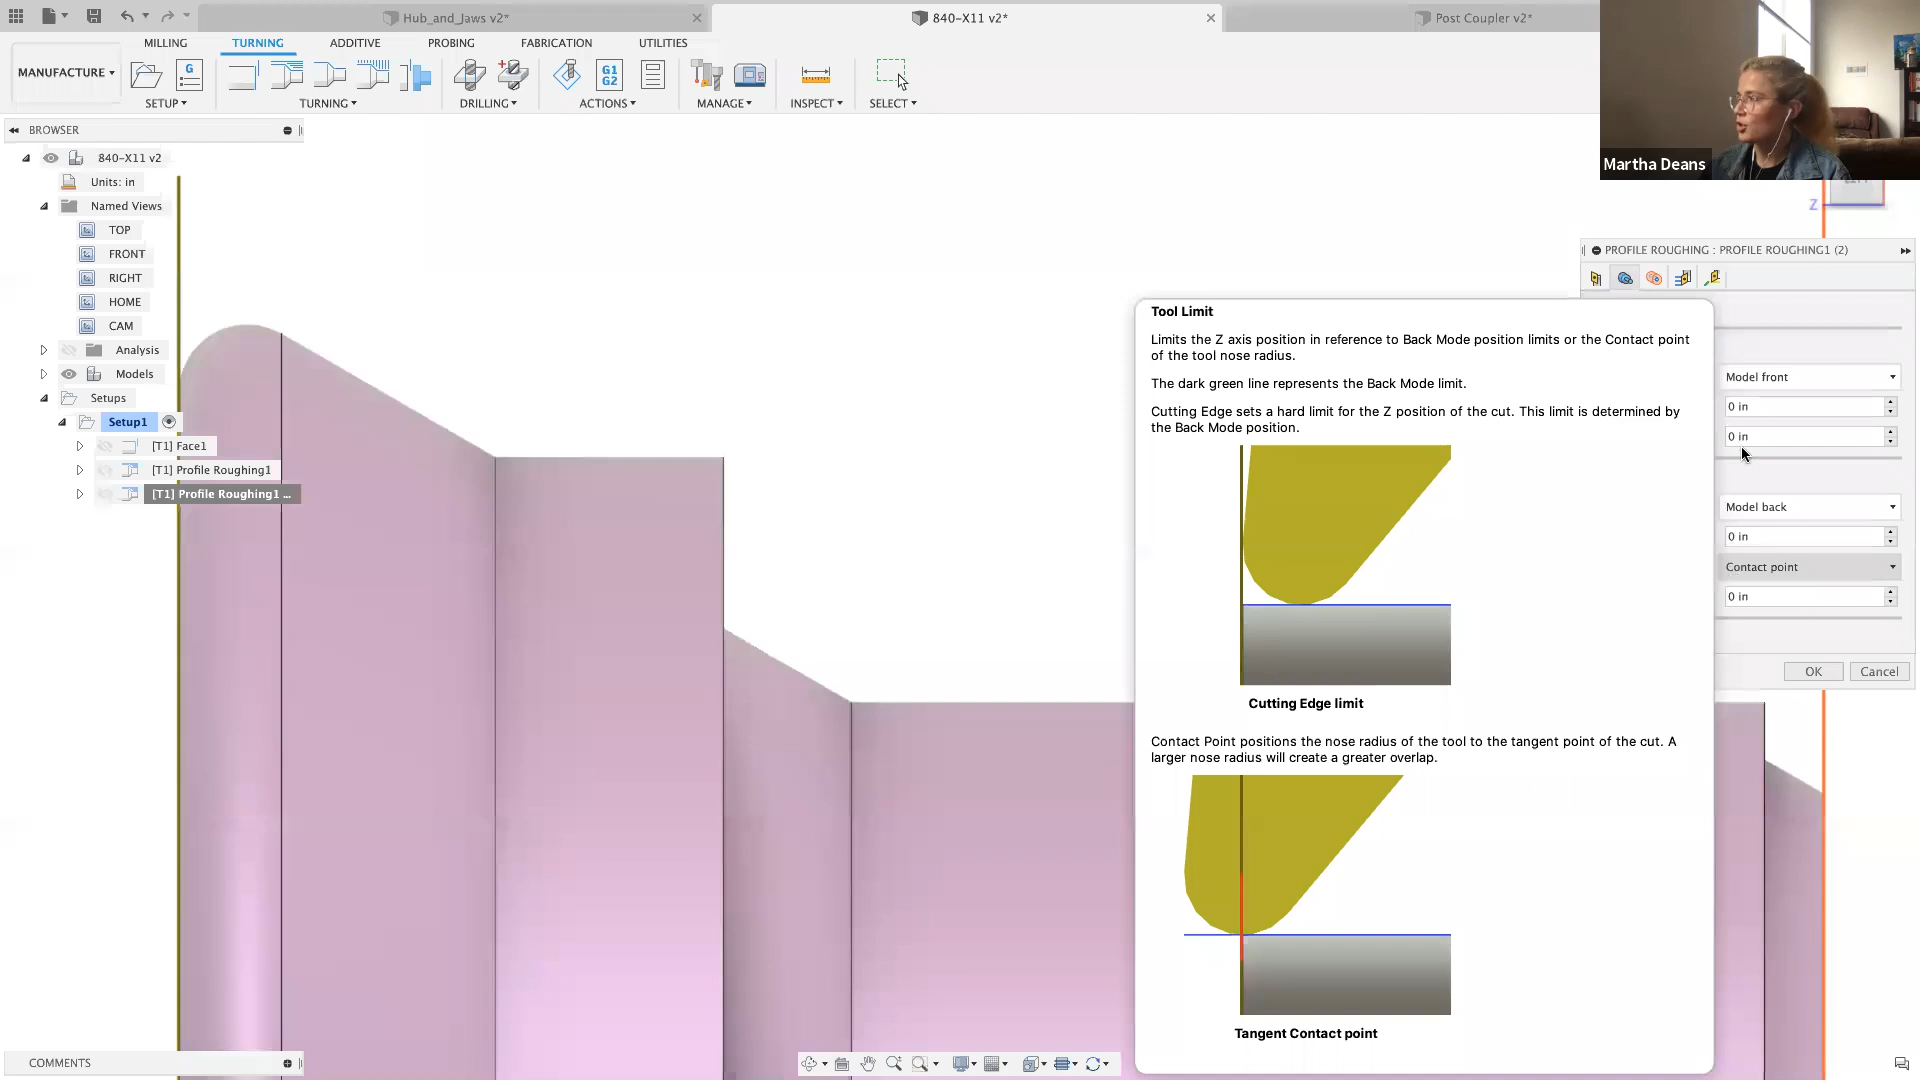 Hub_and_Jaws v2*
840-X11 v2*
Post Coupler v2*
MILLING
TURNING
ADDITIVE
PROBING
FABRICATION
UTILITIES
MANUFACTURE
G
G1
G2
SETUP
TURNING
DRILLING
ACTIONS
MANAGE
INSPECT
SELECT
Martha Deans
BROWSER
840-X11 v2
Units: in
Named Views
TOP
FRONT
RIGHT
HOME
CAM
Analysis
Models
Setups
Setup1
[T1] Face1
[T1] Profile Roughing1
[T1] Profile Roughing1 ...
Z
PROFILE ROUGHING : PROFILE ROUGHING1 (2)
Model front
0 in
0 in
Model back
0 in
Contact point
0 in
OK
Cancel
Tool Limit
Limits the Z axis position in reference to Back Mode position limits or the Contact point
of the tool nose radius.
The dark green line represents the Back Mode limit.
Cutting Edge sets a hard limit for the Z position of the cut. This limit is determined by
the Back Mode position.
Cutting Edge limit
Contact Point positions the nose radius of the tool to the tangent point of the cut. A
larger nose radius will create a greater overlap.
Tangent Contact point
COMMENTS